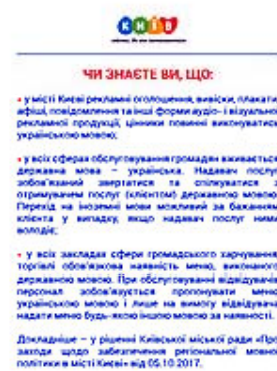 КИЇВ
ЧИ ЗНАЄТЕ ВИ, ЩО:
• у місті Києві рекламні оголошення, вивіски, плакати,
афіші, повідомлення та інші форми аудіо- і візуальної
рекламної продукції, цінники повинні виконуватися
українською мовою;
• у всіх сферах обслуговування громадян вживається
державна мова – українська. Надавач послуг
зобов'язаний звертатися та спілкуватися з
отримувачем послуг (клієнтом) державною мовою.
Перехід на іноземні мови можливий за бажанням
клієнта у випадку, якщо надавач послуг ними
володіє;
• у всіх закладах сфери громадського харчування,
торгівлі обов'язкова наявність меню, виконаного
державною мовою. При обслуговуванні відвідувачів
персонал зобов'язується пропонувати меню
українською мовою і лише на вимогу відвідувача
надати меню будь-якою іншою мовою за наявності.
Докладніше – у рішенні Київської міської ради «Про
заходи щодо забезпечення регіональної мовної
політики в місті Києві» від 05.10.2017.